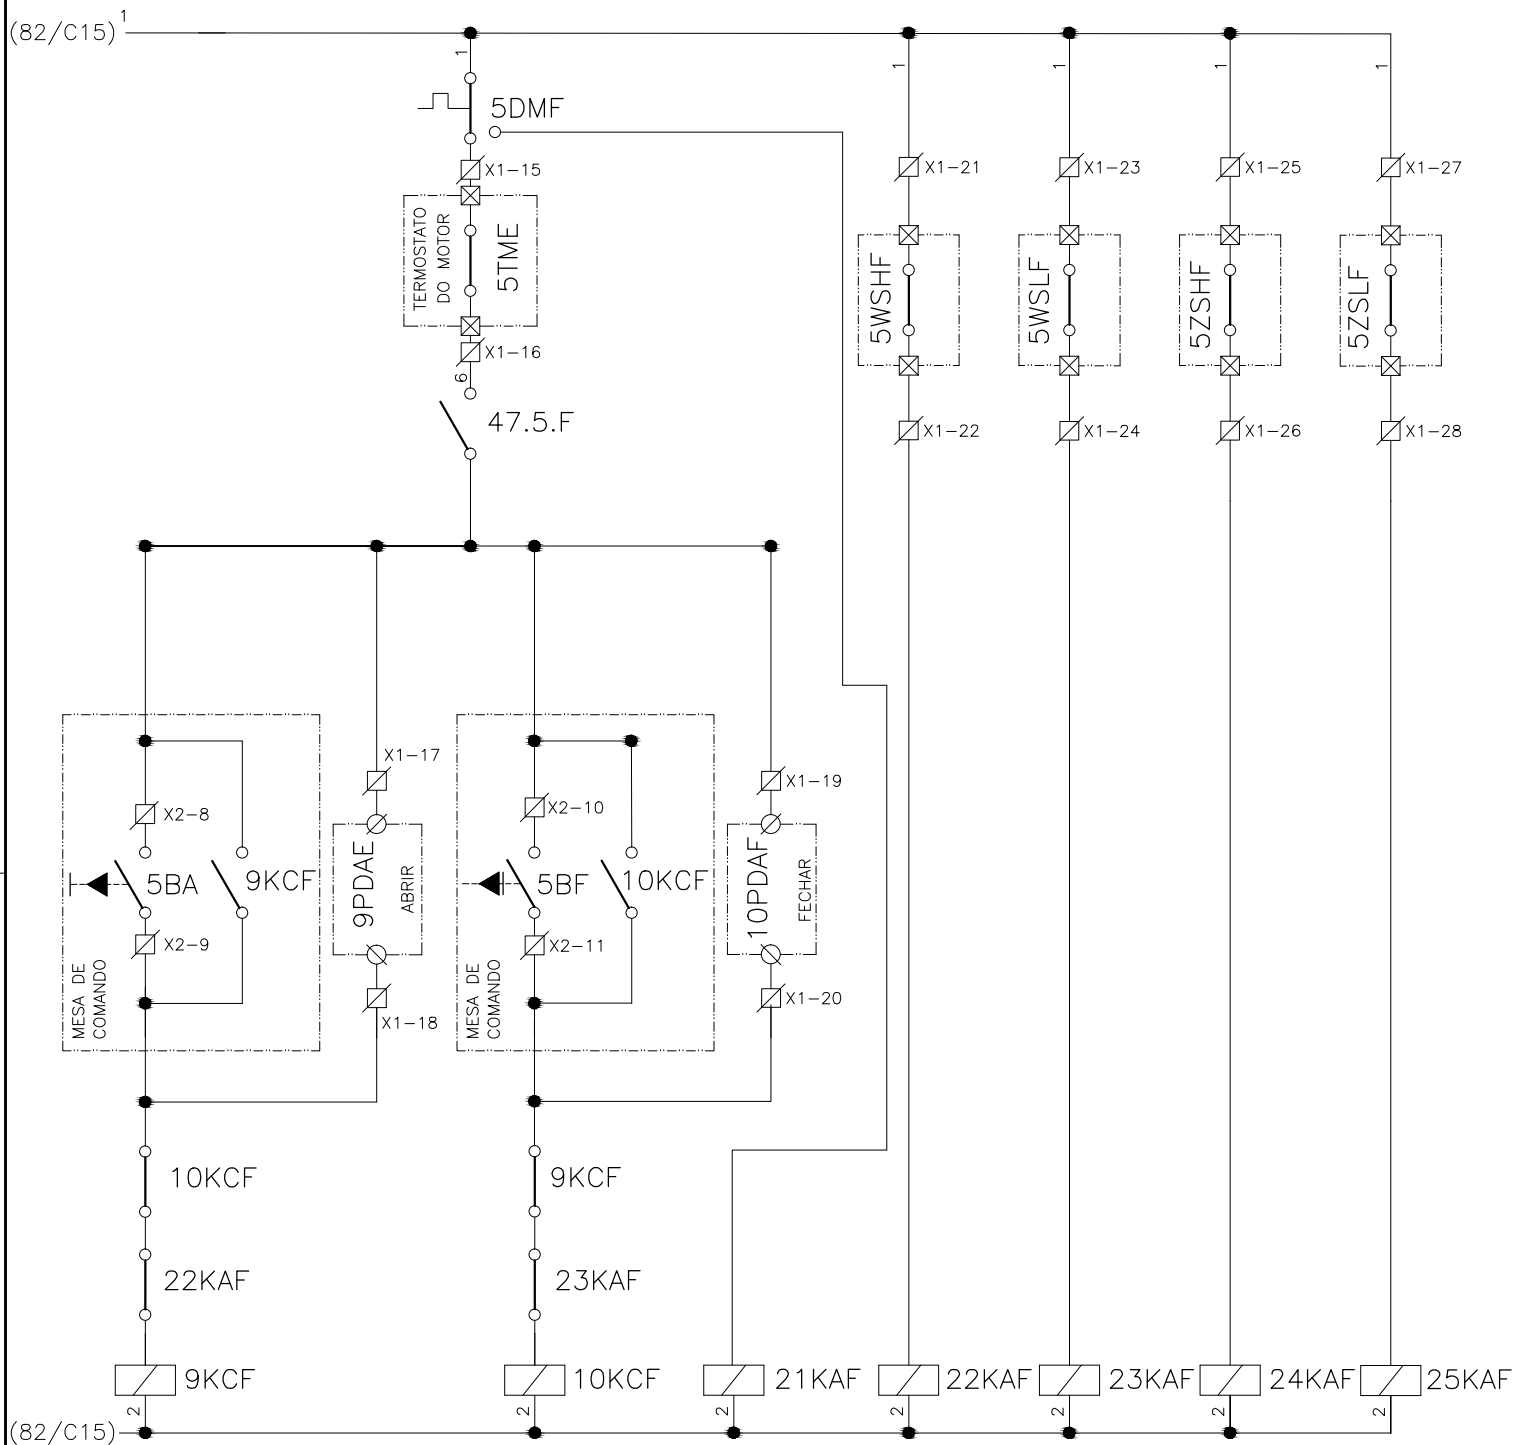 (82/C15) 1
1
1
1
1
1
5DMF
X1-15
X1-21
X1-23
X1-25
X1-27
TERMOSTATO
DO MOTOR
5TME
5WSHF
5WSLF
5ZSHF
5ZSLF
X1-16
6
47.5.F
X1-22
X1-24
X1-26
X1-28
X1-17
X1-19
X2-8
X2-10
5BA
9KCF
9PDAE
ABRIR
5BF
10KCF
10PDAF
FECHAR
X2-9
X2-11
MESA DE
COMANDO
MESA DE
COMANDO
X1-18
X1-20
10KCF
9KCF
22KAF
23KAF
9KCF
10KCF
21KAF
22KAF
23KAF
24KAF
25KAF
2
2
2
2
2
2
2
(82/C15)